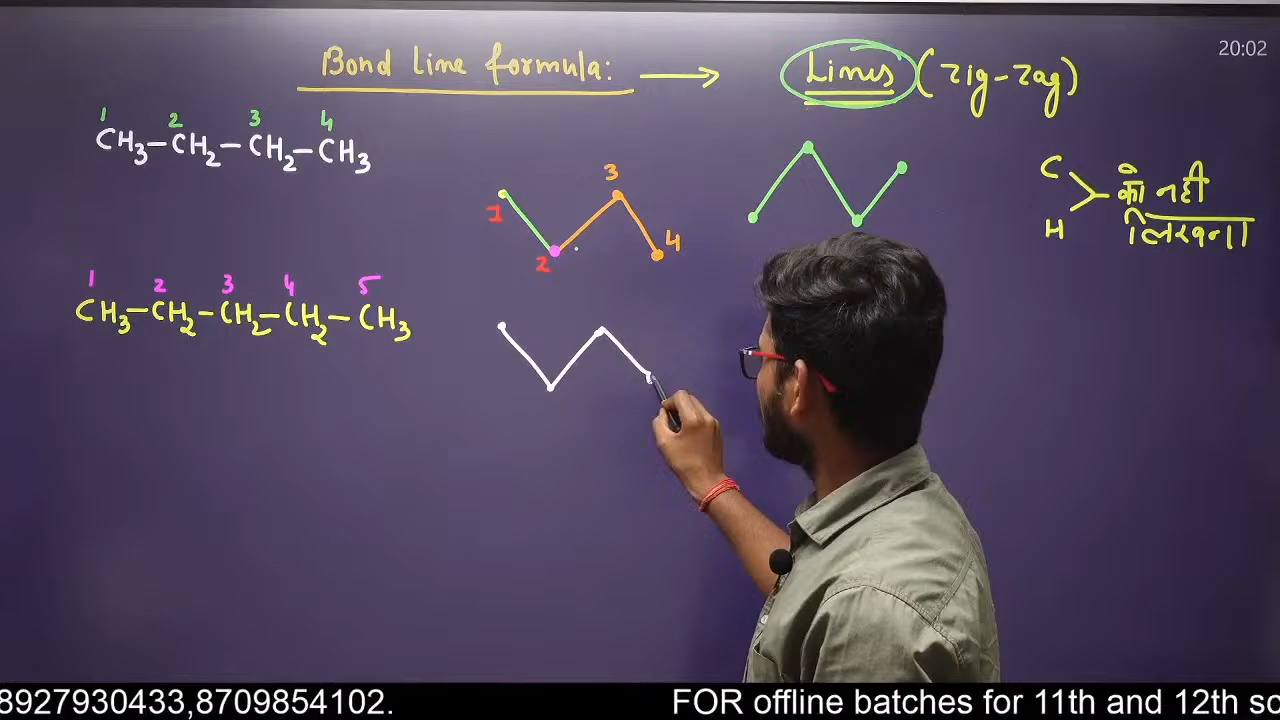 20:02
Bond line formula: → Lines (zig-zag)
1 2 3 4
CH₃-CH₂-CH₂-CH₃
3
1
2
4
C
H
को नहीं
लिखना
1 2 3 4 5
CH₃-CH₂-CH₂-CH₂-CH₃
8927930433,8709854102. FOR offline batches for 11th and 12th sc